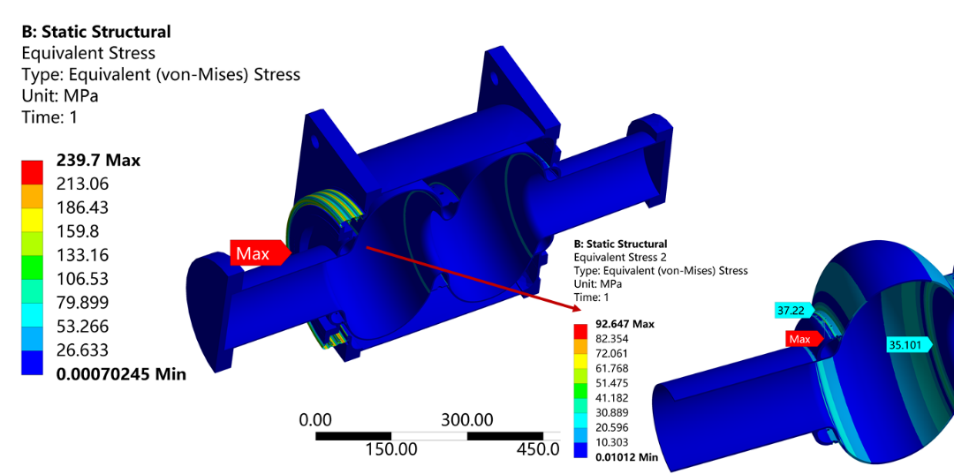 B: Static Structural
Equivalent Stress
Type: Equivalent (von-Mises) Stress
Unit: MPa
Time: 1
239.7 Max
213.06
186.43
159.8
133.16
106.53
79.899
53.266
26.633
0.00070245 Min
Max
B: Static Structural
Equivalent Stress 2
Type: Equivalent (von-Mises) Stress
Unit: MPa
Time: 1
92.647 Max
82.354
72.061
61.768
51.475
41.182
30.889
20.596
10.303
0.01012 Min
37.22
Max
35.101
0.00 300.00
150.00 450.0